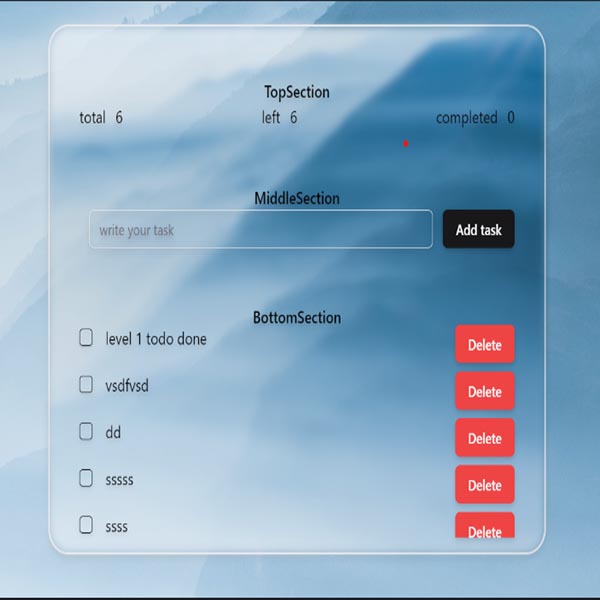 TopSection
total 6 left 6 completed 0
MiddleSection
write your task Add task
BottomSection
level 1 todo done Delete
vsdfvsd Delete
dd Delete
sssss Delete
ssss Delete